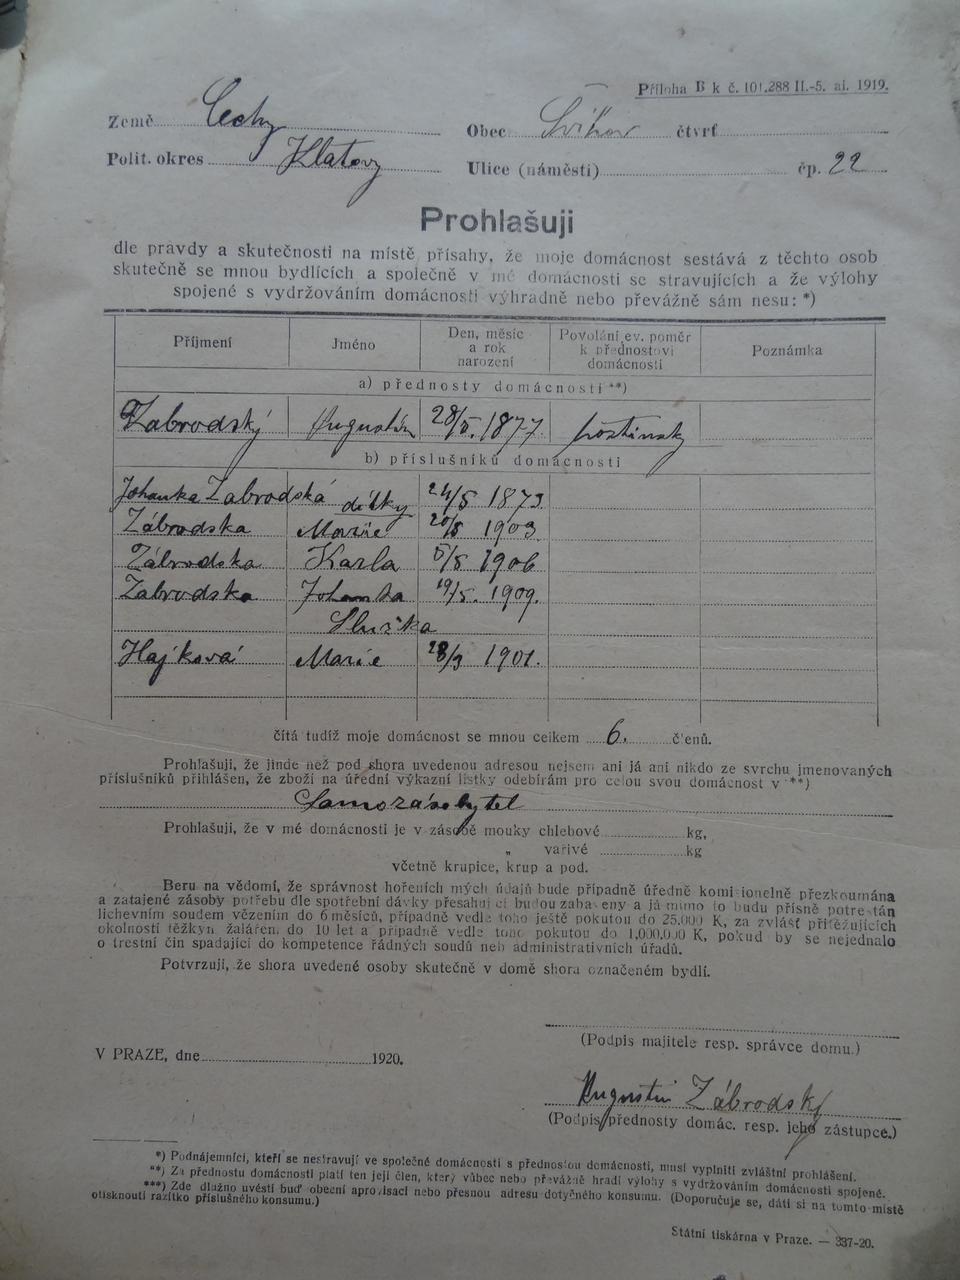 Příloha B k č. 101.288 II.-5. ai. 1919.
Země Čechy Obec Švihov čtvrť
Polit. okres Klatovy Ulice (náměstí) čp. 22
Prohlašuji
dle pravdy a skutečnosti na místě přísahy, že moje domácnost sestává z těchto osob
skutečně se mnou bydlících a společně v mé domácnosti se stravujících a že výlohy
spojené s vydržováním domácnosti výhradně nebo převážně sám nesu: *)
Příjmení Jméno Den, měsíc a rok narození Povolání ev. poměr k přednostovi domácnosti Poznámka
a) přednosty domácnosti **)
Zabrodský Augustin 28/5. 1877. hostinský
b) příslušníků domácnosti
Johanka Zabrodská dítky 24/5 1873
Zábrodska Marie 20/8 1903
Zábrodska Karla 5/8 1906
Zabrodska Johanka 19/5. 1909.
Služka
Hajková Marie 28/3 1901.
čítá tudíž moje domácnost se mnou celkem 6. členů.
Prohlašuji, že jinde než pod shora uvedenou adresou nejsem ani já ani nikdo ze svrchu jmenovaných
příslušníků přihlášen, že zboží na úřední výkazní lístky odebírám pro celou svou domácnost v ***)
Samozásobytel
Prohlašuji, že v mé domácnosti je v zásobě mouky chlebové kg,
„ vařivé kg
včetně krupice, krup a pod.
Beru na vědomí, že správnost hořeních mých údajů bude případně úředně komisionelně přezkoumána
a zatajené zásoby potřebu dle spotřební dávky přesahující budou zabaveny a já mimo to budu přísně potrestán
lichevním soudem vězením do 6 měsíců, případně vedle toho ještě pokutou do 25.000 K, za zvlášť přitěžujících
okolností těžkým žalářem do 10 let a případně vedle toho pokutou do 1,000.000 K, pokud by se nejednalo
o trestní čin spadající do kompetence řádných soudů neb administrativních úřadů.
Potvrzuji, že shora uvedené osoby skutečně v domě shora označeném bydlí.
(Podpis majitele resp. správce domu.)
V PRAZE, dne 1920.
Augustin Zábrodský
(Podpis přednosty domác. resp. jeho zástupce.)
*) Podnájemníci, kteří se nestravují ve společné domácnosti s přednostou domácnosti, musí vyplniti zvláštní prohlášení.
**) Za přednostu domácnosti platí ten její člen, který vůbec nebo převážně hradí výlohy s vydržováním domácnosti spojené.
***) Zde dlužno uvésti buď obecní aprovisaci nebo přesnou adresu dotyčného konsumu. (Doporučuje se, dáti si na tomto místě
otisknouti razítko příslušného konsumu.)
Státní tiskárna v Praze. — 337-20.